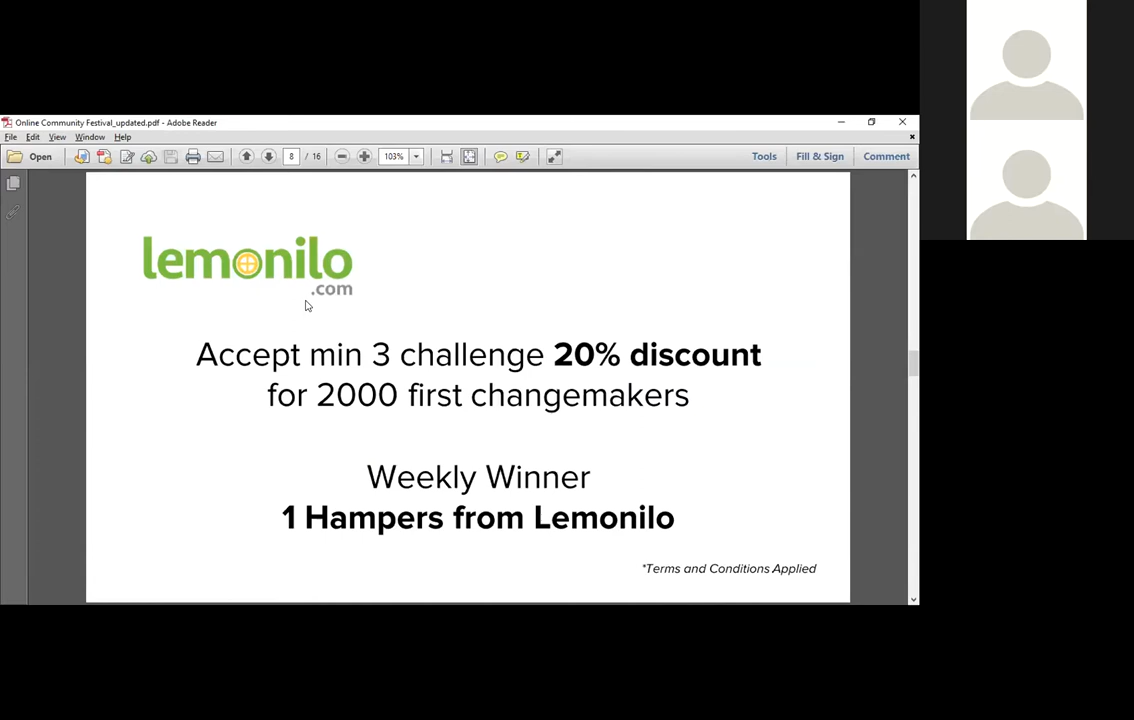 Online Community Festival_updated.pdf - Adobe Reader
File Edit View Window Help
Open 8 / 16 103% Tools Fill & Sign Comment
lemonilo
.com
Accept min 3 challenge 20% discount
for 2000 first changemakers
Weekly Winner
1 Hampers from Lemonilo
*Terms and Conditions Applied